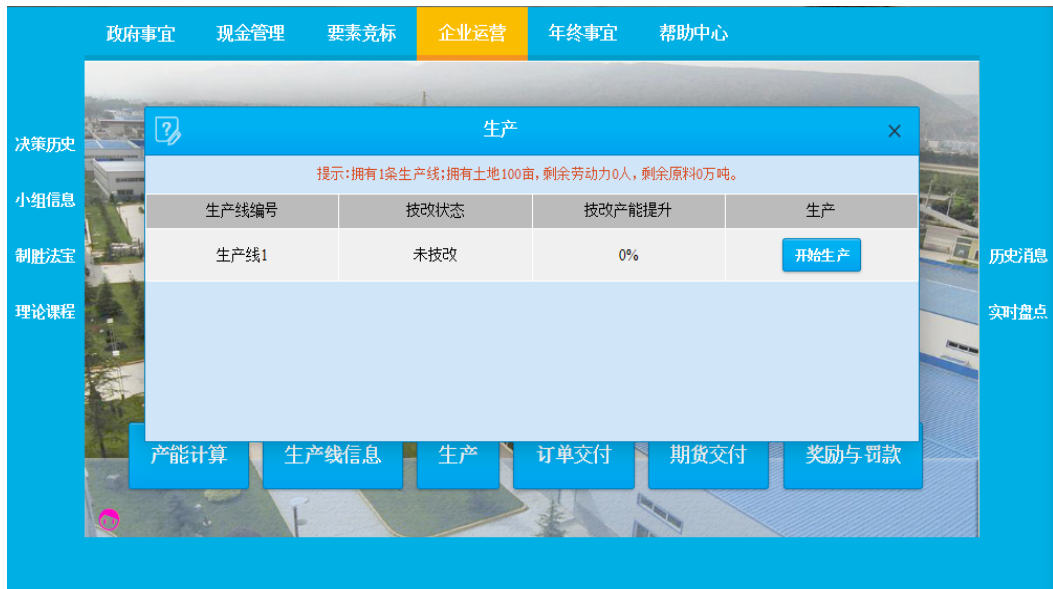 政府事宜 现金管理 要素竞标 企业运营 年终事宜 帮助中心
决策历史
小组信息
制胜法宝
理论课程
生产
提示:拥有1条生产线;拥有土地100亩,剩余劳动力0人,剩余原料0万吨。
生产线编号 技改状态 技改产能提升 生产
生产线1 未技改 0% 开始生产
历史消息
实时盘点
产能计算 生产线信息 生产 订单交付 期货交付 奖励与罚款